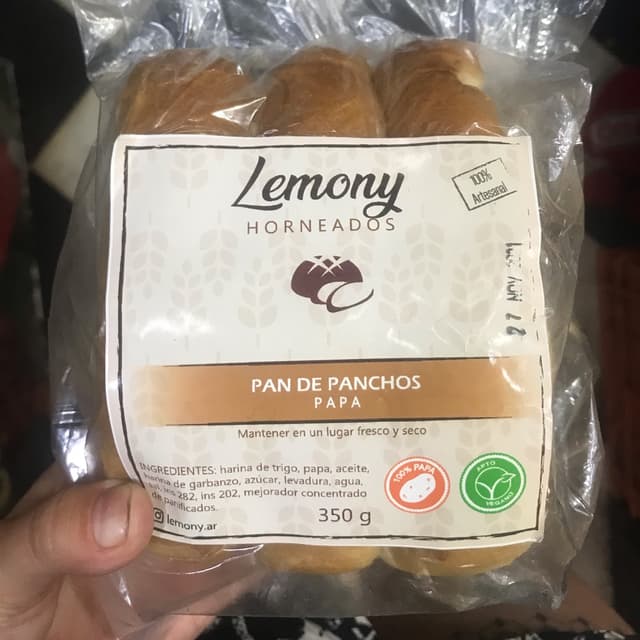 Lemony
HORNEADOS
100%
Artesanal
27 NOV
PAN DE PANCHOS
PAPA
Mantener en un lugar fresco y seco
INGREDIENTES: harina de trigo, papa, aceite,
harina de garbanzo, azúcar, levadura, agua,
ins 282, ins 202, mejorador concentrado
de panificados.
lemony.ar
350 g
100% PAPA
APTO
VEGANO